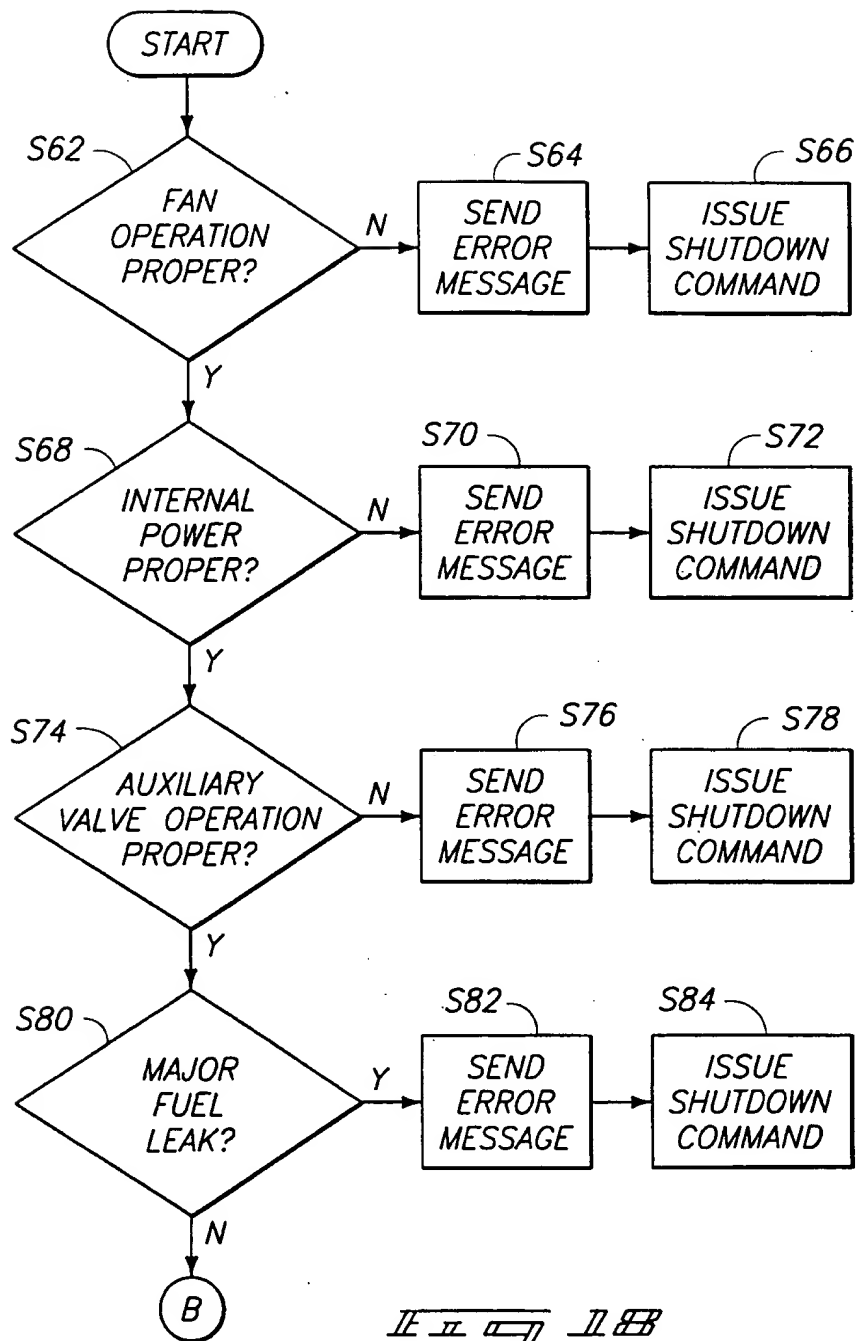 START
S62
FAN
OPERATION
PROPER?
N
S64
SEND
ERROR
MESSAGE
S66
ISSUE
SHUTDOWN
COMMAND
Y
S68
INTERNAL
POWER
PROPER?
N
S70
SEND
ERROR
MESSAGE
S72
ISSUE
SHUTDOWN
COMMAND
Y
S74
AUXILIARY
VALVE OPERATION
PROPER?
N
S76
SEND
ERROR
MESSAGE
S78
ISSUE
SHUTDOWN
COMMAND
Y
S80
MAJOR
FUEL
LEAK?
Y
S82
SEND
ERROR
MESSAGE
S84
ISSUE
SHUTDOWN
COMMAND
N
B
Fig 18